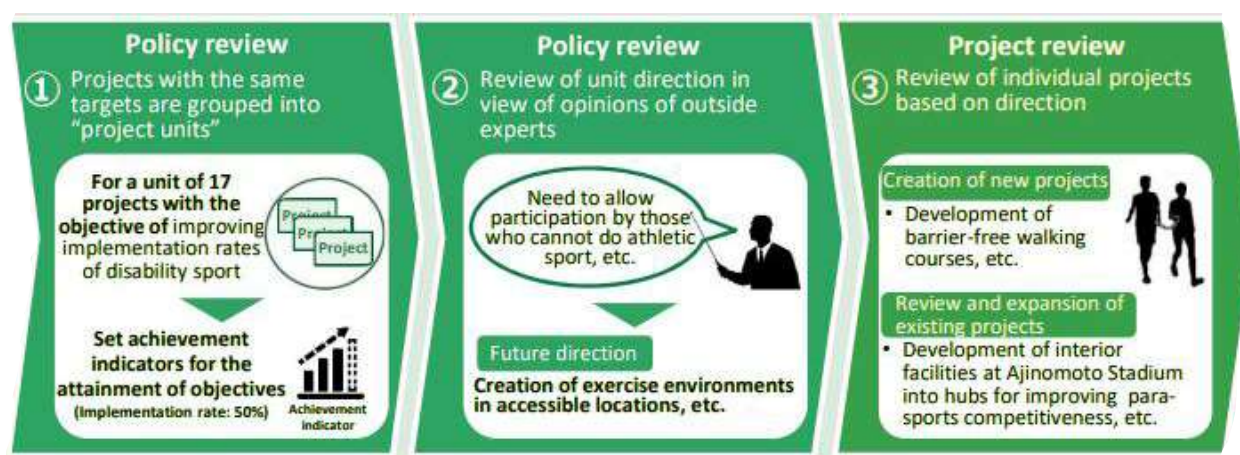 Policy review
① Projects with the same
targets are grouped into
“project units”
For a unit of 17
projects with the
objective of improving
implementation rates
of disability sport
Project
Project
Project
Set achievement
indicators for the
attainment of objectives
(Implementation rate: 50%)
Achievement
indicator
Policy review
② Review of unit direction in
view of opinions of outside
experts
Need to allow
participation by those
who cannot do athletic
sport, etc.
Future direction
Creation of exercise environments
in accessible locations, etc.
Project review
③ Review of individual projects
based on direction
Creation of new projects
• Development of
barrier-free walking
courses, etc.
Review and expansion of
existing projects
• Development of interior
facilities at Ajinomoto Stadium
into hubs for improving para-
sports competitiveness, etc.